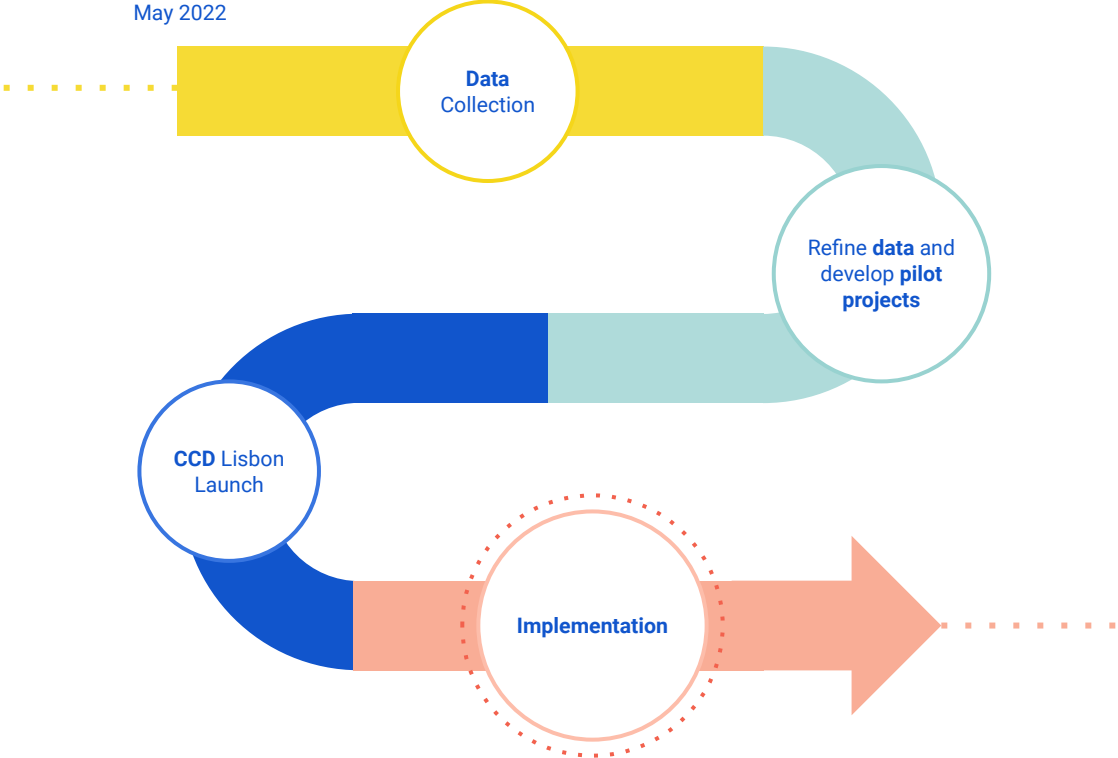 May 2022
Data
Collection
Refine data and
develop pilot
projects
CCD Lisbon
Launch
Implementation